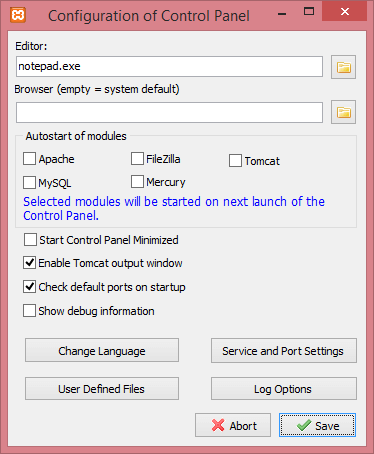 Configuration of Control Panel
Editor:
notepad.exe
Browser (empty = system default)
Autostart of modules
Apache FileZilla Tomcat
MySQL Mercury
Selected modules will be started on next launch of the
Control Panel.
Start Control Panel Minimized
Enable Tomcat output window
Check default ports on startup
Show debug information
Change Language Service and Port Settings
User Defined Files Log Options
Abort Save